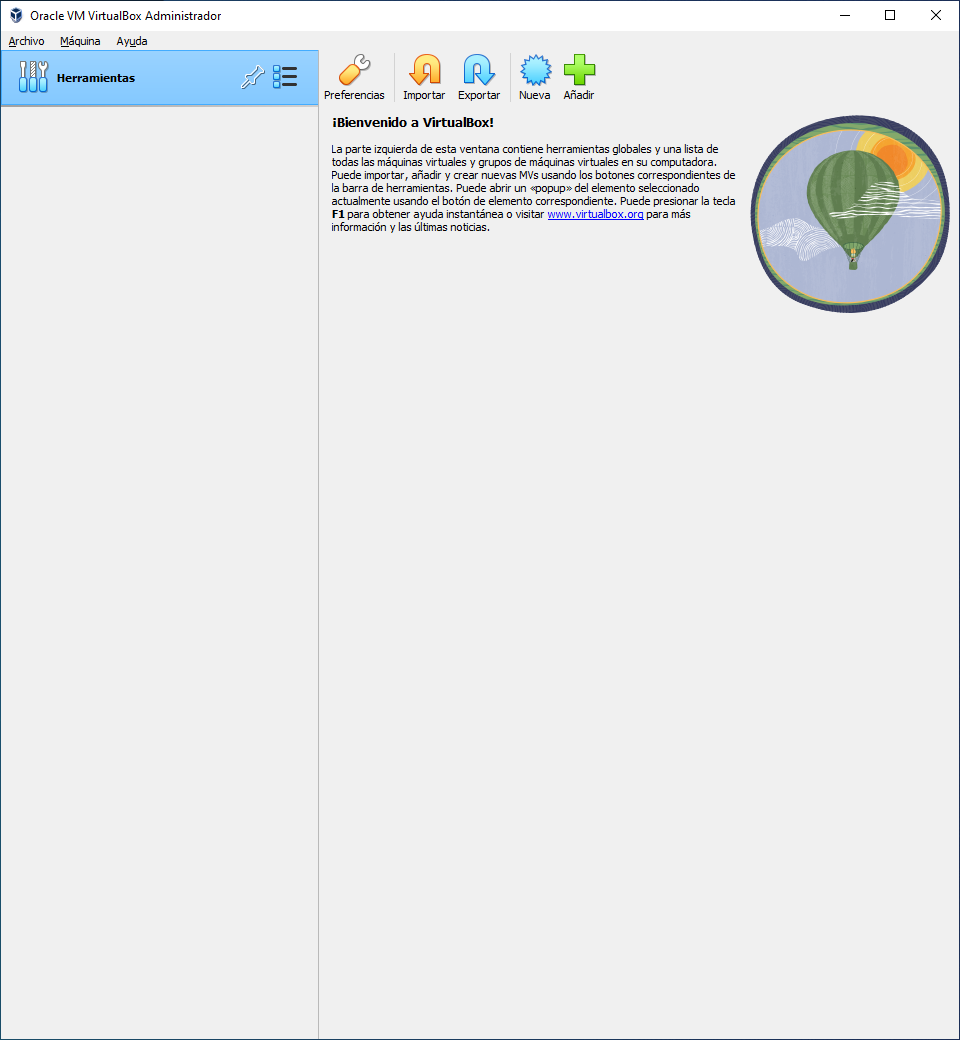 Oracle VM VirtualBox Administrador
Archivo Máquina Ayuda
Herramientas
Preferencias Importar Exportar Nueva Añadir
¡Bienvenido a VirtualBox!
La parte izquierda de esta ventana contiene herramientas globales y una lista de
todas las máquinas virtuales y grupos de máquinas virtuales en su computadora.
Puede importar, añadir y crear nuevas MVs usando los botones correspondientes de
la barra de herramientas. Puede abrir un «popup» del elemento seleccionado
actualmente usando el botón de elemento correspondiente. Puede presionar la tecla
F1 para obtener ayuda instantánea o visitar www.virtualbox.org para más
información y las últimas noticias.